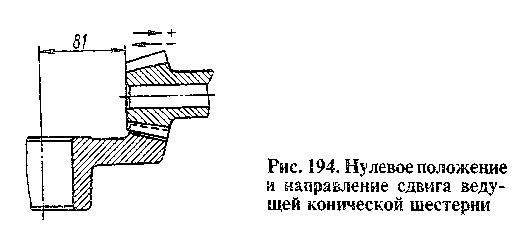 81
+
−
Рис. 194. Нулевое положение
и направление сдвига веду-
щей конической шестерни